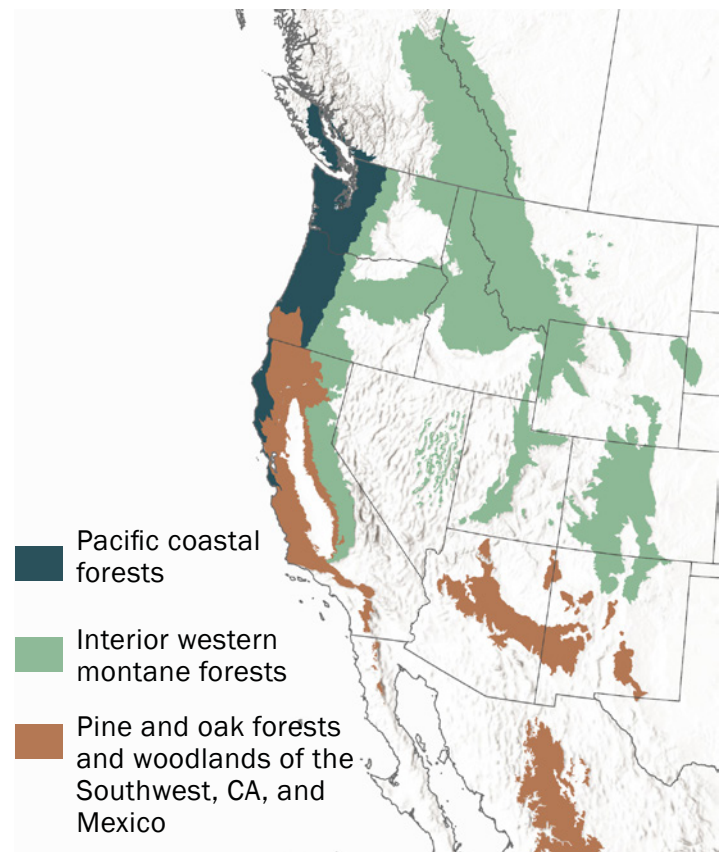 Pacific coastal
forests
Interior western
montane forests
Pine and oak forests
and woodlands of the
Southwest, CA, and
Mexico